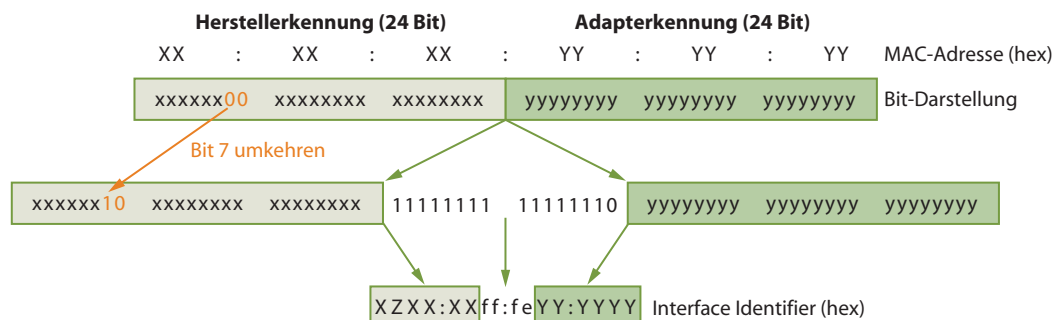 Herstellerkennung (24 Bit) Adapterkennung (24 Bit)
XX : XX : XX : YY : YY : YY MAC-Adresse (hex)
xxxxxx00 xxxxxxxx xxxxxxxx yyyyyyyy yyyyyyyy yyyyyyyy Bit-Darstellung
Bit 7 umkehren
xxxxxx10 xxxxxxxx xxxxxxxx 11111111 11111110 yyyyyyyy yyyyyyyy yyyyyyyy
XZXX:XXff:feYY:YYYY Interface Identifier (hex)